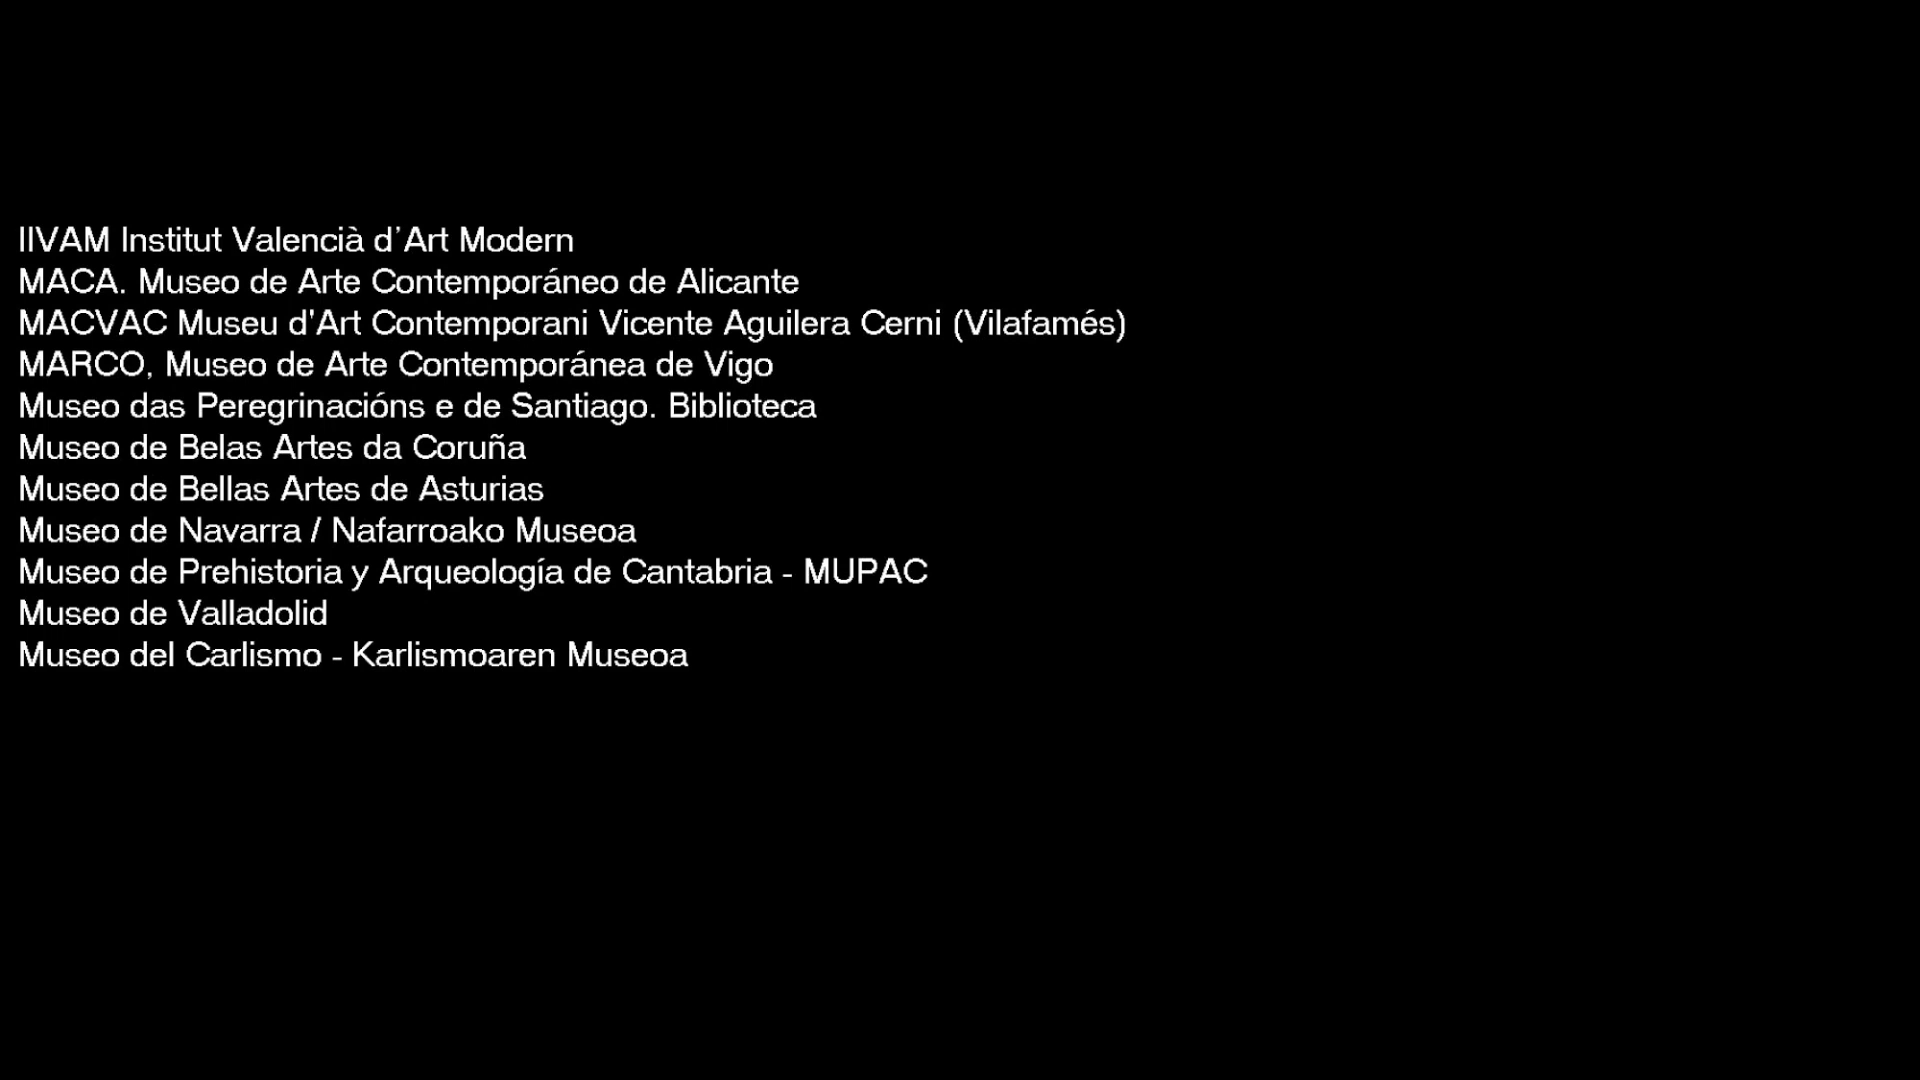 IIVAM Institut Valencià d’Art Modern
MACA. Museo de Arte Contemporáneo de Alicante
MACVAC Museu d'Art Contemporani Vicente Aguilera Cerni (Vilafamés)
MARCO, Museo de Arte Contemporánea de Vigo
Museo das Peregrinacións e de Santiago. Biblioteca
Museo de Belas Artes da Coruña
Museo de Bellas Artes de Asturias
Museo de Navarra / Nafarroako Museoa
Museo de Prehistoria y Arqueología de Cantabria - MUPAC
Museo de Valladolid
Museo del Carlismo - Karlismoaren Museoa